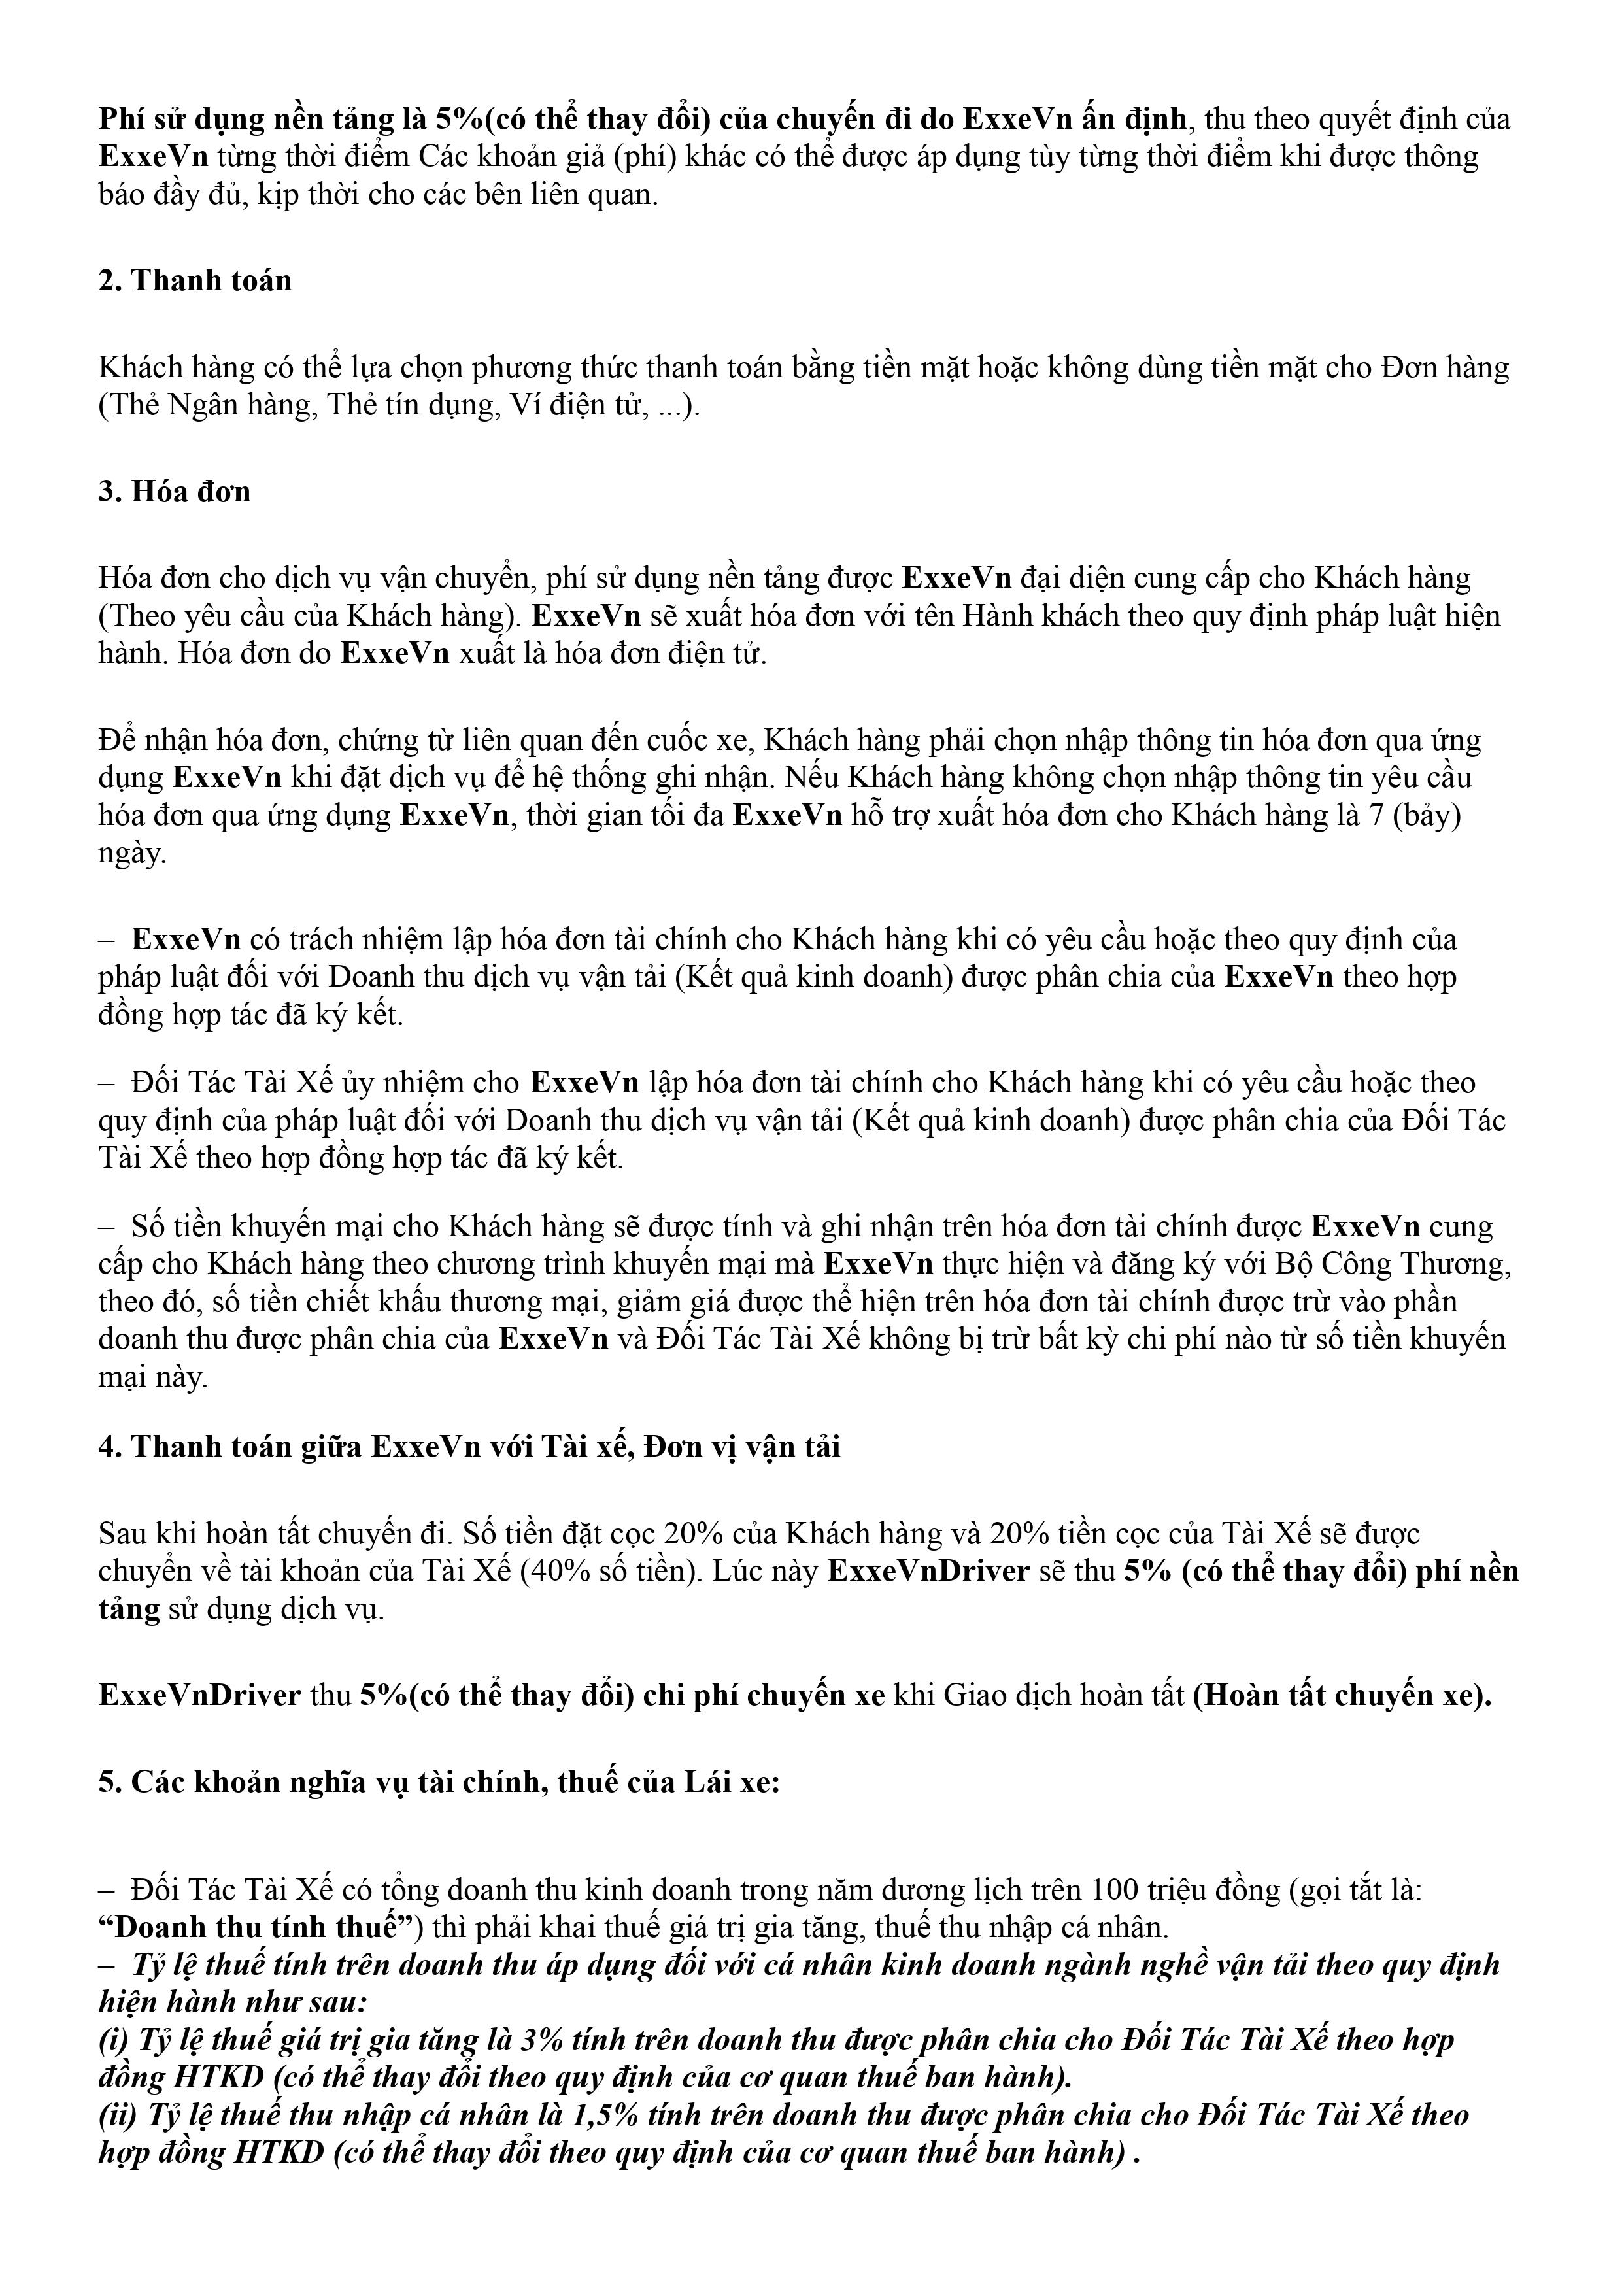 Phí sử dụng nền tảng là 5%(có thể thay đổi) của chuyến đi do ExxeVn ấn định, thu theo quyết định của
ExxeVn từng thời điểm Các khoản giả (phí) khác có thể được áp dụng tùy từng thời điểm khi được thông
báo đầy đủ, kịp thời cho các bên liên quan.
2. Thanh toán
Khách hàng có thể lựa chọn phương thức thanh toán bằng tiền mặt hoặc không dùng tiền mặt cho Đơn hàng
(Thẻ Ngân hàng, Thẻ tín dụng, Ví điện tử, ...).
3. Hóa đơn
Hóa đơn cho dịch vụ vận chuyển, phí sử dụng nền tảng được ExxeVn đại diện cung cấp cho Khách hàng
(Theo yêu cầu của Khách hàng). ExxeVn sẽ xuất hóa đơn với tên Hành khách theo quy định pháp luật hiện
hành. Hóa đơn do ExxeVn xuất là hóa đơn điện tử.
Để nhận hóa đơn, chứng từ liên quan đến cuốc xe, Khách hàng phải chọn nhập thông tin hóa đơn qua ứng
dụng ExxeVn khi đặt dịch vụ để hệ thống ghi nhận. Nếu Khách hàng không chọn nhập thông tin yêu cầu
hóa đơn qua ứng dụng ExxeVn, thời gian tối đa ExxeVn hỗ trợ xuất hóa đơn cho Khách hàng là 7 (bảy)
ngày.
– ExxeVn có trách nhiệm lập hóa đơn tài chính cho Khách hàng khi có yêu cầu hoặc theo quy định của
pháp luật đối với Doanh thu dịch vụ vận tải (Kết quả kinh doanh) được phân chia của ExxeVn theo hợp
đồng hợp tác đã ký kết.
– Đối Tác Tài Xế ủy nhiệm cho ExxeVn lập hóa đơn tài chính cho Khách hàng khi có yêu cầu hoặc theo
quy định của pháp luật đối với Doanh thu dịch vụ vận tải (Kết quả kinh doanh) được phân chia của Đối Tác
Tài Xế theo hợp đồng hợp tác đã ký kết.
– Số tiền khuyến mại cho Khách hàng sẽ được tính và ghi nhận trên hóa đơn tài chính được ExxeVn cung
cấp cho Khách hàng theo chương trình khuyến mại mà ExxeVn thực hiện và đăng ký với Bộ Công Thương,
theo đó, số tiền chiết khấu thương mại, giảm giá được thể hiện trên hóa đơn tài chính được trừ vào phần
doanh thu được phân chia của ExxeVn và Đối Tác Tài Xế không bị trừ bất kỳ chi phí nào từ số tiền khuyến
mại này.
4. Thanh toán giữa ExxeVn với Tài xế, Đơn vị vận tải
Sau khi hoàn tất chuyến đi. Số tiền đặt cọc 20% của Khách hàng và 20% tiền cọc của Tài Xế sẽ được
chuyển về tài khoản của Tài Xế (40% số tiền). Lúc này ExxeVnDriver sẽ thu 5% (có thể thay đổi) phí nền
tảng sử dụng dịch vụ.
ExxeVnDriver thu 5%(có thể thay đổi) chi phí chuyến xe khi Giao dịch hoàn tất (Hoàn tất chuyến xe).
5. Các khoản nghĩa vụ tài chính, thuế của Lái xe:
– Đối Tác Tài Xế có tổng doanh thu kinh doanh trong năm dương lịch trên 100 triệu đồng (gọi tắt là:
“Doanh thu tính thuế”) thì phải khai thuế giá trị gia tăng, thuế thu nhập cá nhân.
– Tỷ lệ thuế tính trên doanh thu áp dụng đối với cá nhân kinh doanh ngành nghề vận tải theo quy định
hiện hành như sau:
(i) Tỷ lệ thuế giá trị gia tăng là 3% tính trên doanh thu được phân chia cho Đối Tác Tài Xế theo hợp
đồng HTKD (có thể thay đổi theo quy định của cơ quan thuế ban hành).
(ii) Tỷ lệ thuế thu nhập cá nhân là 1,5% tính trên doanh thu được phân chia cho Đối Tác Tài Xế theo
hợp đồng HTKD (có thể thay đổi theo quy định của cơ quan thuế ban hành) .